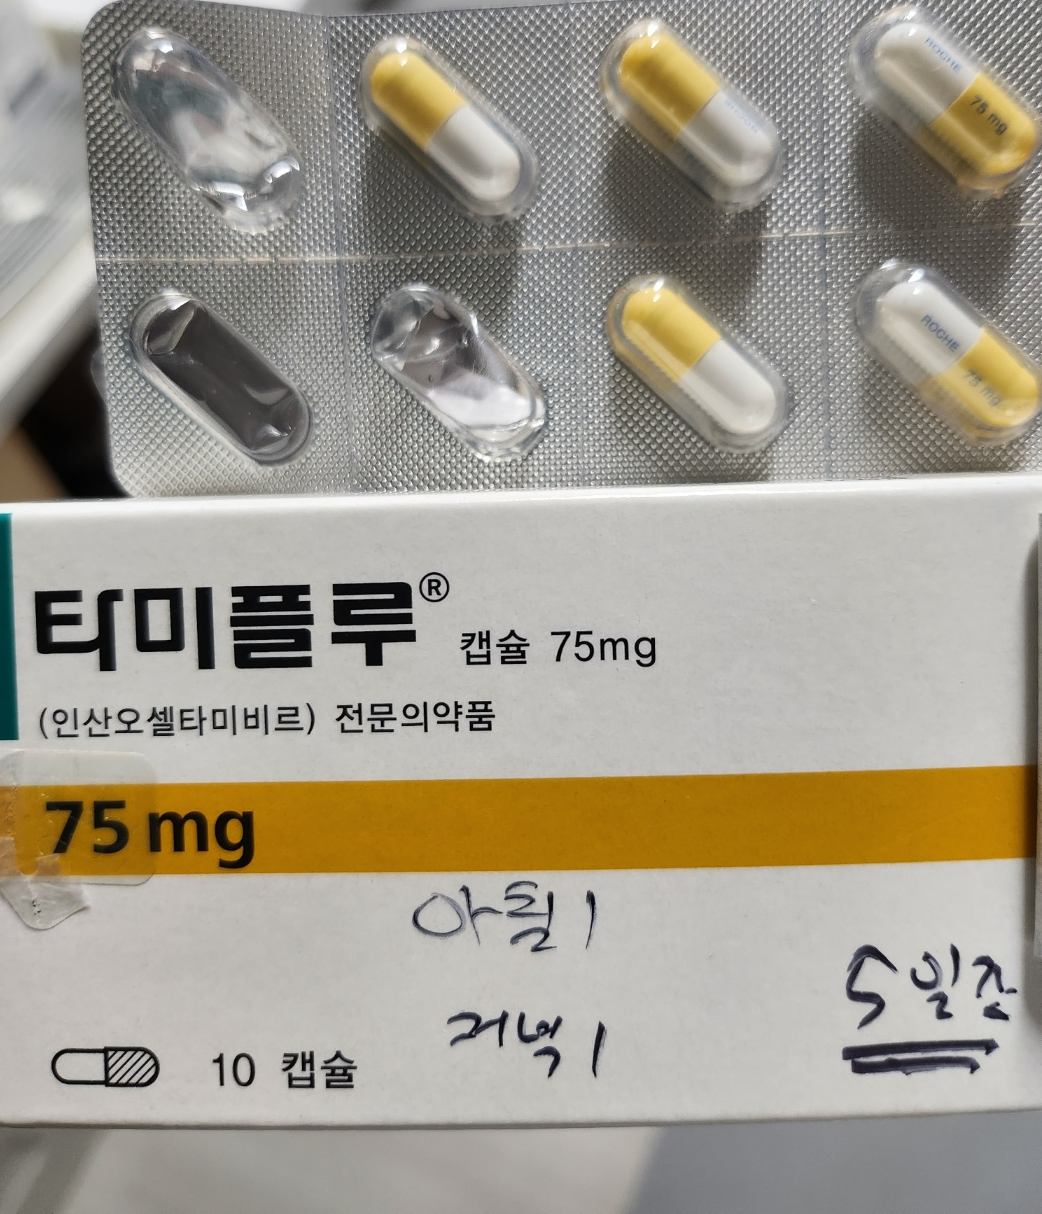 ROCHE
75 mg
ROCHE
75 mg
타미플루® 캡슐 75mg
(인산오셀타미비르) 전문의약품
75 mg
아침 1
저녁 1
5일간
10 캡슐